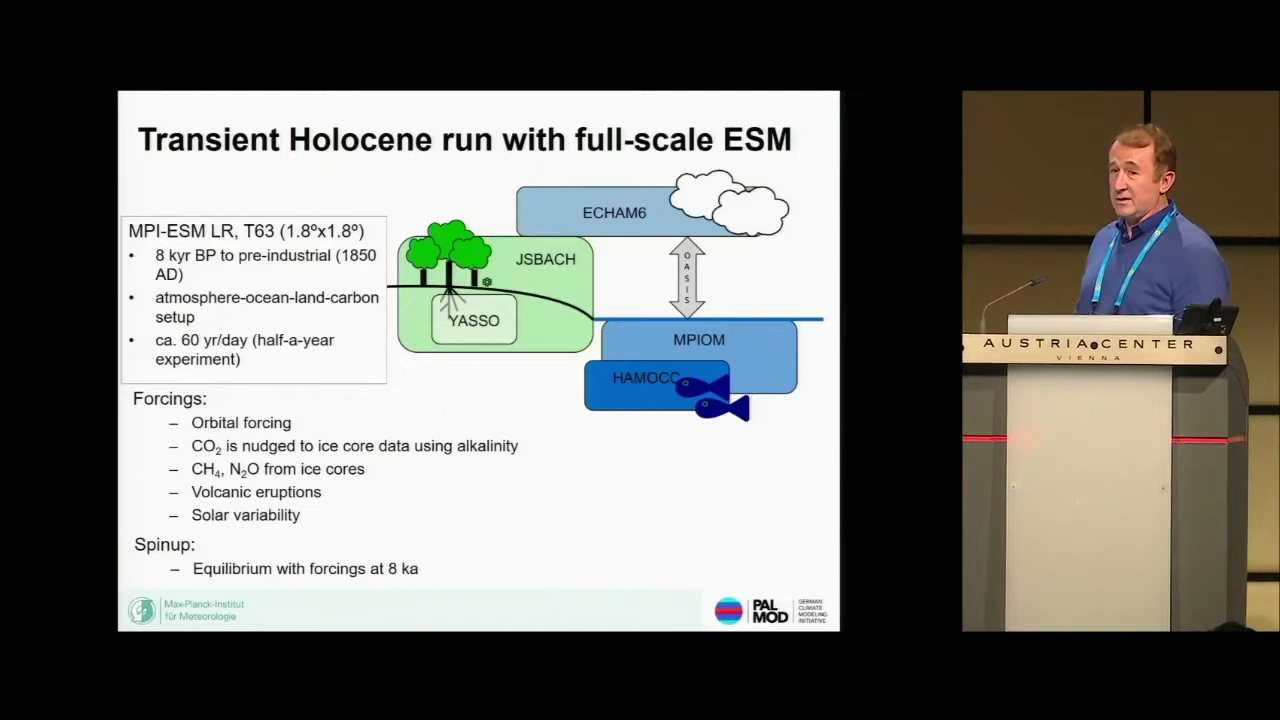 Transient Holocene run with full-scale ESM
MPI-ESM LR, T63 (1.8ºx1.8º)
• 8 kyr BP to pre-industrial (1850
AD)
• atmosphere-ocean-land-carbon
setup
• ca. 60 yr/day (half-a-year
experiment)
ECHAM6
JSBACH
YASSO
OASIS
MPIOM
HAMOCC
Forcings:
– Orbital forcing
– CO₂ is nudged to ice core data using alkalinity
– CH₄, N₂O from ice cores
– Volcanic eruptions
– Solar variability
Spinup:
– Equilibrium with forcings at 8 ka
Max-Planck-Institut
für Meteorologie
PAL
MOD
GERMAN
CLIMATE
MODELING
INITIATIVE
AUSTRIA CENTER
VIENNA